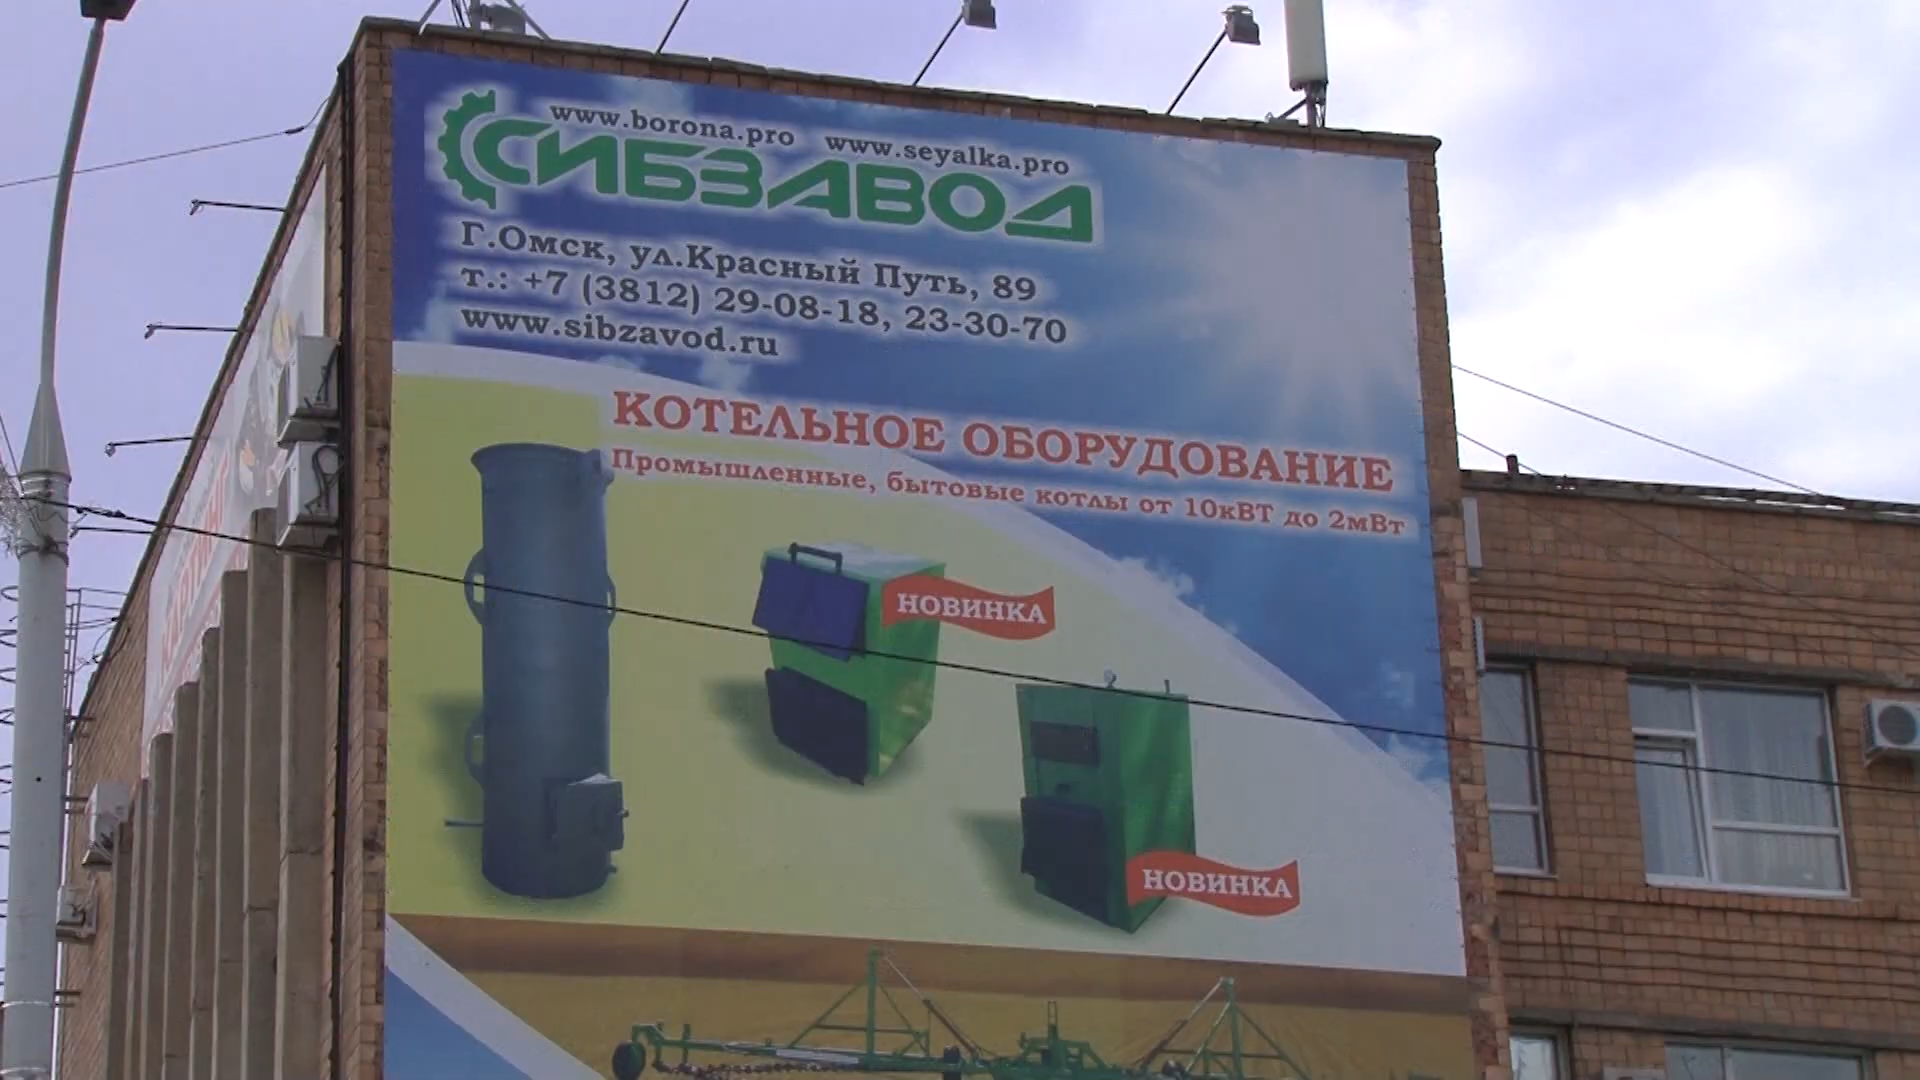 www.borona.pro www.seyalka.pro
СИБЗАВОД
Г.Омск, ул.Красный Путь, 89
т.: +7 (3812) 29-08-18, 23-30-70
www.sibzavod.ru
КОТЕЛЬНОЕ ОБОРУДОВАНИЕ
Промышленные, бытовые котлы от 10кВТ до 2мВт
НОВИНКА
НОВИНКА